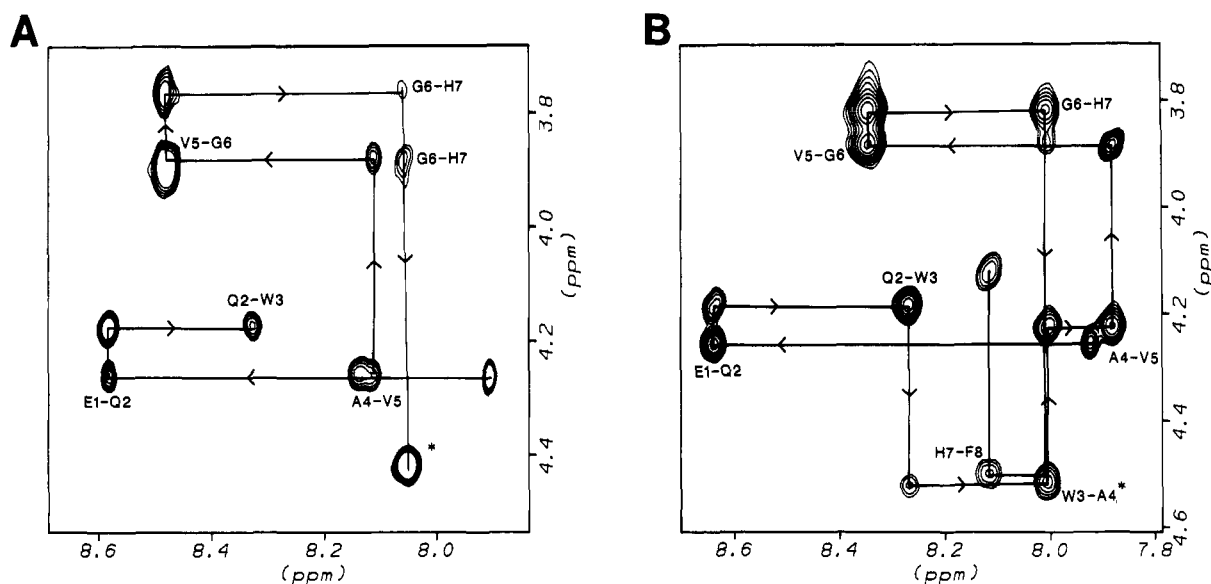 A
B
G6-H7
V5-G6
G6-H7
Q2-W3
E1-Q2
A4-V5
*
3.8
4.0
4.2
4.4
(ppm)
8.6
8.4
8.2
8.0
(ppm)
G6-H7
V5-G6
Q2-W3
E1-Q2
A4-V5
H7-F8
W3-A4*
3.8
4.0
4.2
4.4
4.6
(ppm)
8.6
8.4
8.2
8.0
7.8
(ppm)